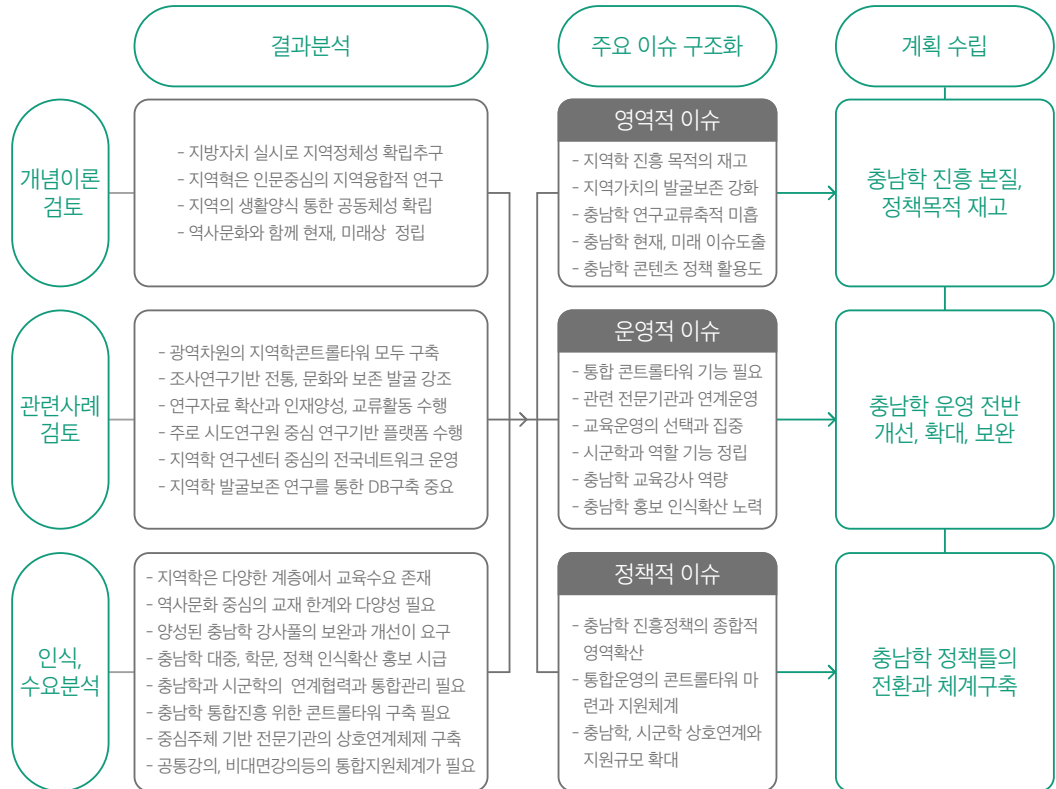 결과분석
주요 이슈 구조화
계획 수립
개념이론
검토
- 지방자치 실시로 지역정체성 확립추구
- 지역혁은 인문중심의 지역융합적 연구
- 지역의 생활양식 통한 공동체성 확립
- 역사문화와 함께 현재, 미래상 정립
영역적 이슈
- 지역학 진흥 목적의 재고
- 지역가치의 발굴보존 강화
- 충남학 연구교류축적 미흡
- 충남학 현재, 미래 이슈도출
- 충남학 콘텐츠 정책 활용도
충남학 진흥 본질,
정책목적 재고
관련사례
검토
- 광역차원의 지역학콘트롤타워 모두 구축
- 조사연구기반 전통, 문화와 보존 발굴 강조
- 연구자료 확산과 인재양성, 교류활동 수행
- 주로 시도연구원 중심 연구기반 플랫폼 수행
- 지역학 연구센터 중심의 전국네트워크 운영
- 지역학 발굴보존 연구를 통한 DB구축 중요
운영적 이슈
- 통합 콘트롤타워 기능 필요
- 관련 전문기관과 연계운영
- 교육운영의 선택과 집중
- 시군학과 역할 기능 정립
- 충남학 교육강사 역량
- 충남학 홍보 인식확산 노력
충남학 운영 전반
개선, 확대, 보완
인식,
수요분석
- 지역학은 다양한 계층에서 교육수요 존재
- 역사문화 중심의 교재 한계와 다양성 필요
- 양성된 충남학 강사풀의 보완과 개선이 요구
- 충남학 대중, 학문, 정책 인식확산 홍보 시급
- 충남학과 시군학의 연계협력과 통합관리 필요
- 충남학 통합진흥 위한 콘트롤타워 구축 필요
- 중심주체 기반 전문기관의 상호연계체제 구축
- 공통강의, 비대면강의등의 통합지원체계가 필요
정책적 이슈
- 충남학 진흥정책의 종합적
영역확산
- 통합운영의 콘트롤타워 마
련과 지원체계
- 충남학, 시군학 상호연계와
지원규모 확대
충남학 정책틀의
전환과 체계구축